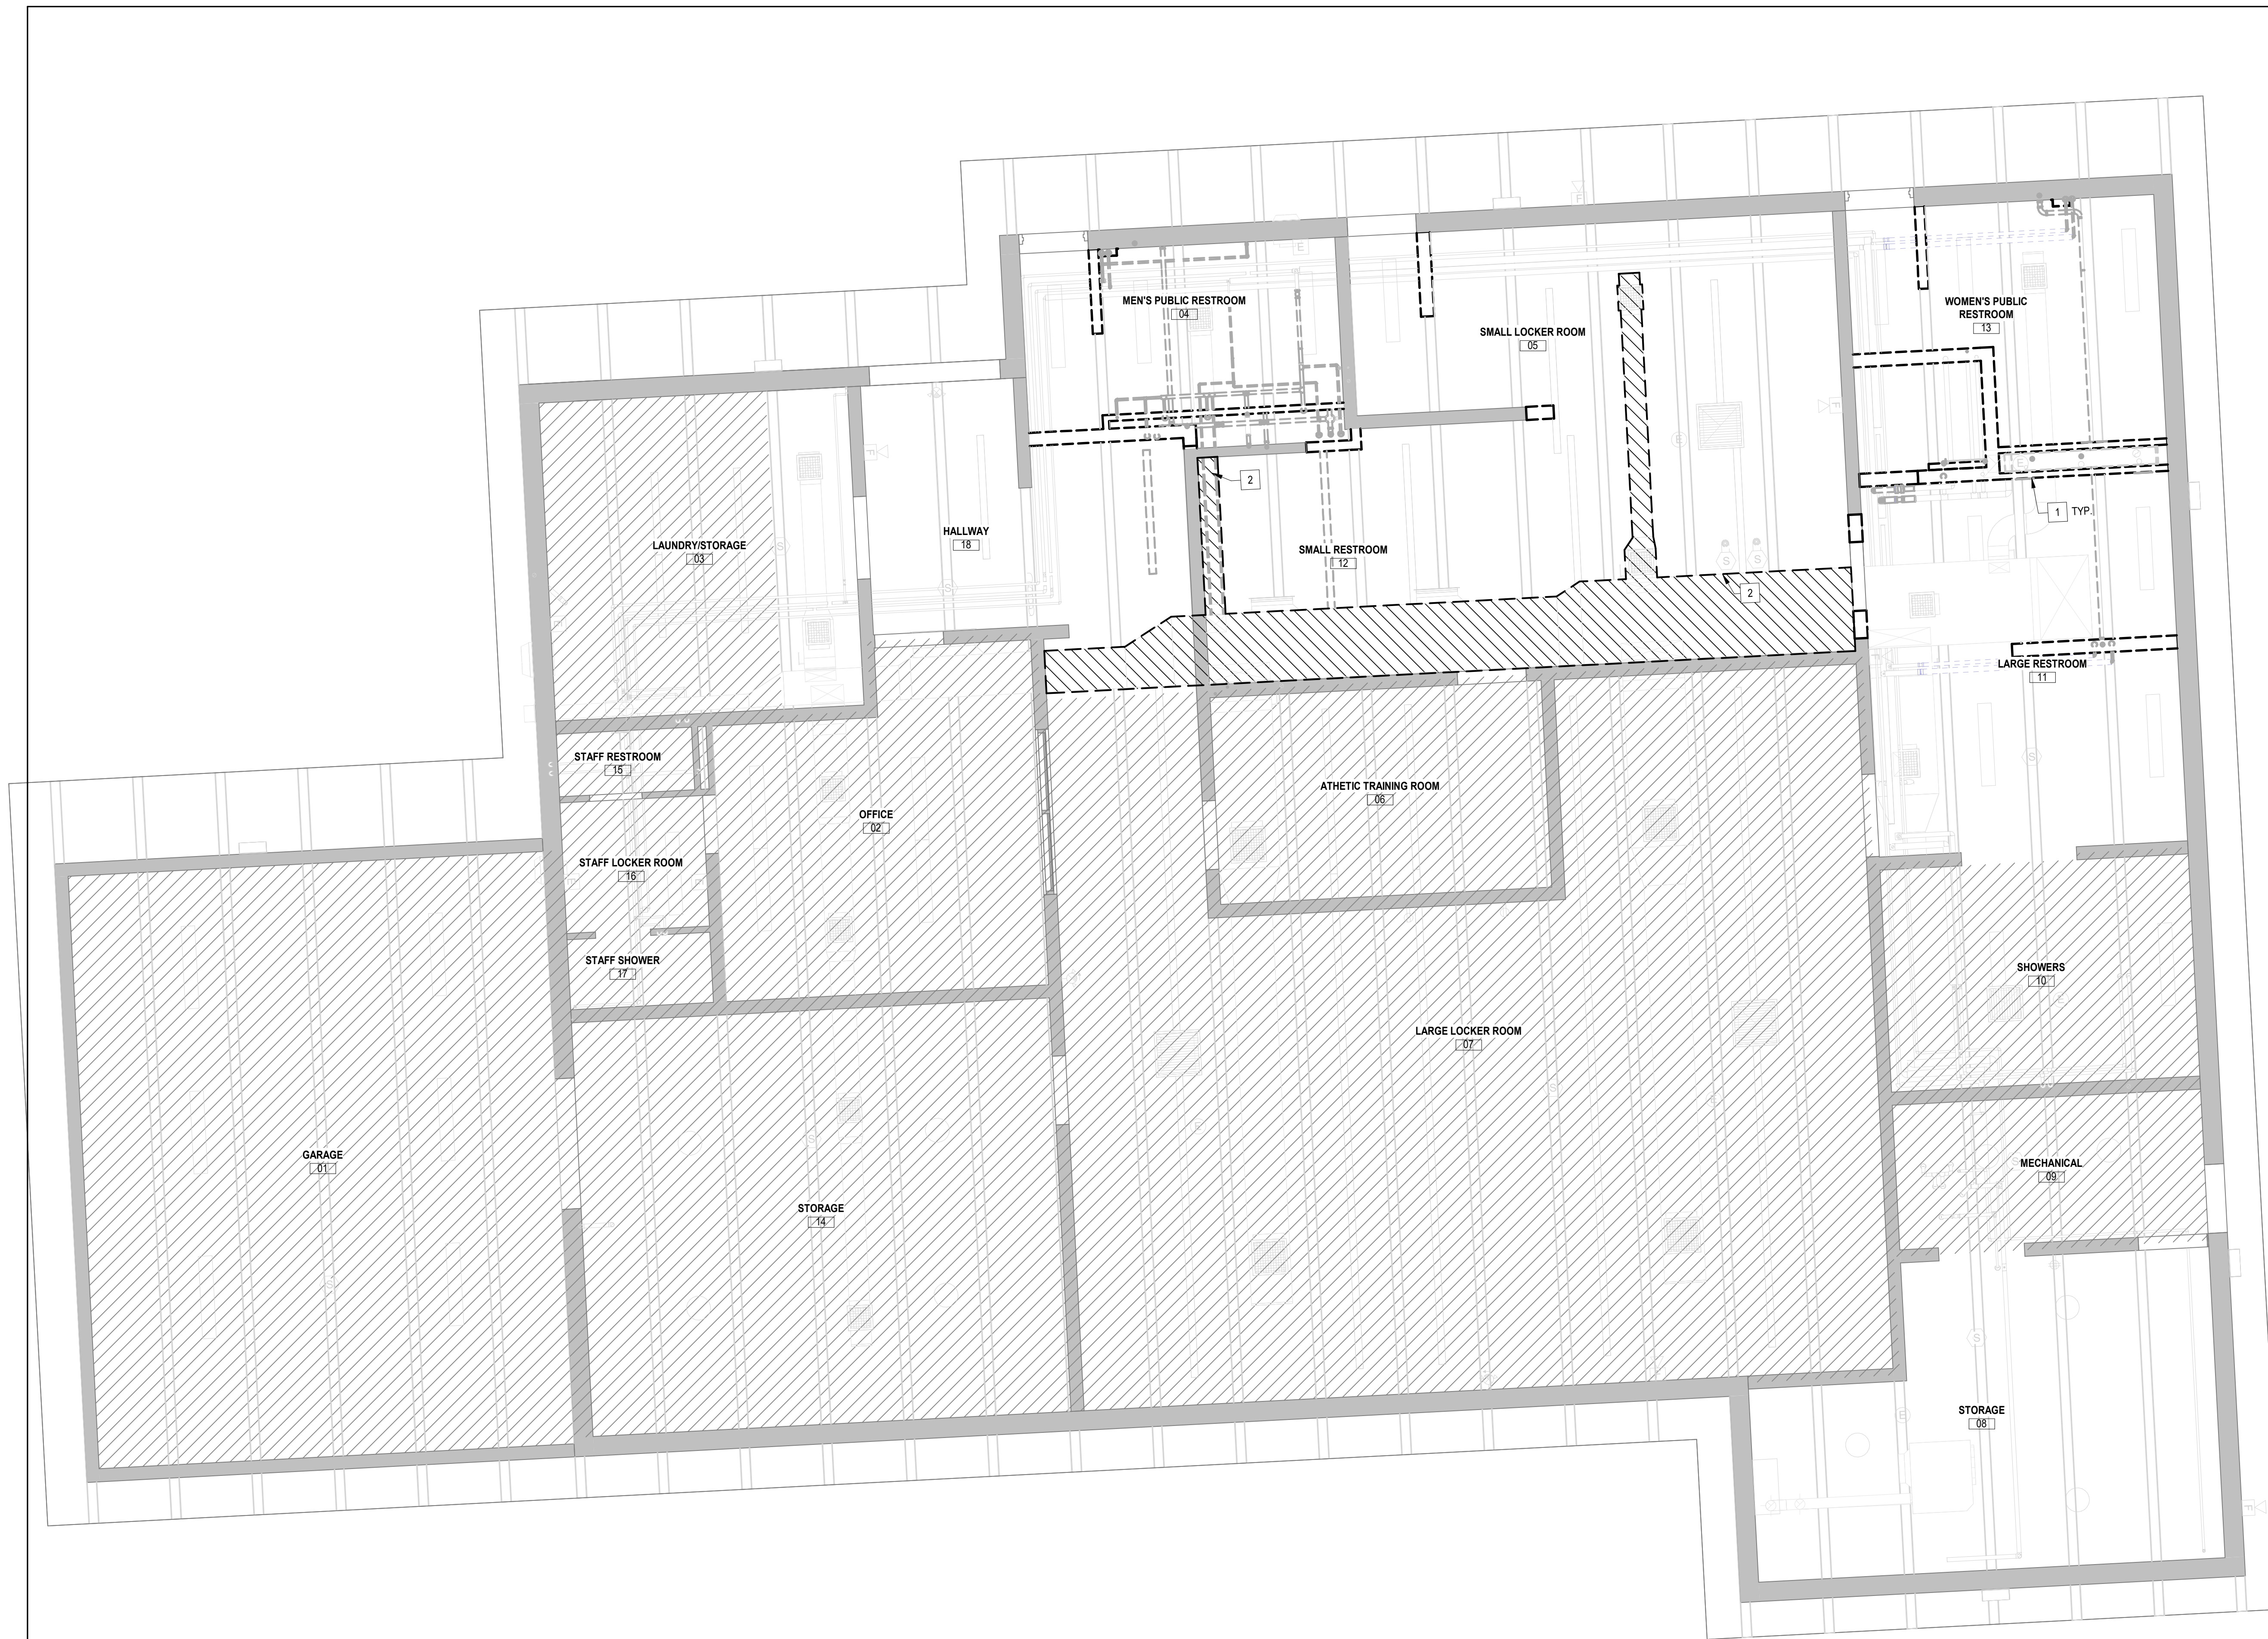 MEN'S PUBLIC RESTROOM
04
WOMEN'S PUBLIC
RESTROOM
13
SMALL LOCKER ROOM
05
F
E
F
E
2
1 TYP.
HALLWAY
18
LAUNDRY/STORAGE
03
S
F
S
SMALL RESTROOM
12
S
S
2
E
LARGE RESTROOM
11
S
STAFF RESTROOM
15
OFFICE
02
ATHETIC TRAINING ROOM
06
STAFF LOCKER ROOM
16
E
E
STAFF SHOWER
17
SHOWERS
10
E
LARGE LOCKER ROOM
07
S
E
E
GARAGE
01
S
STORAGE
14
S
MECHANICAL
09
S
STORAGE
08
S
E
F